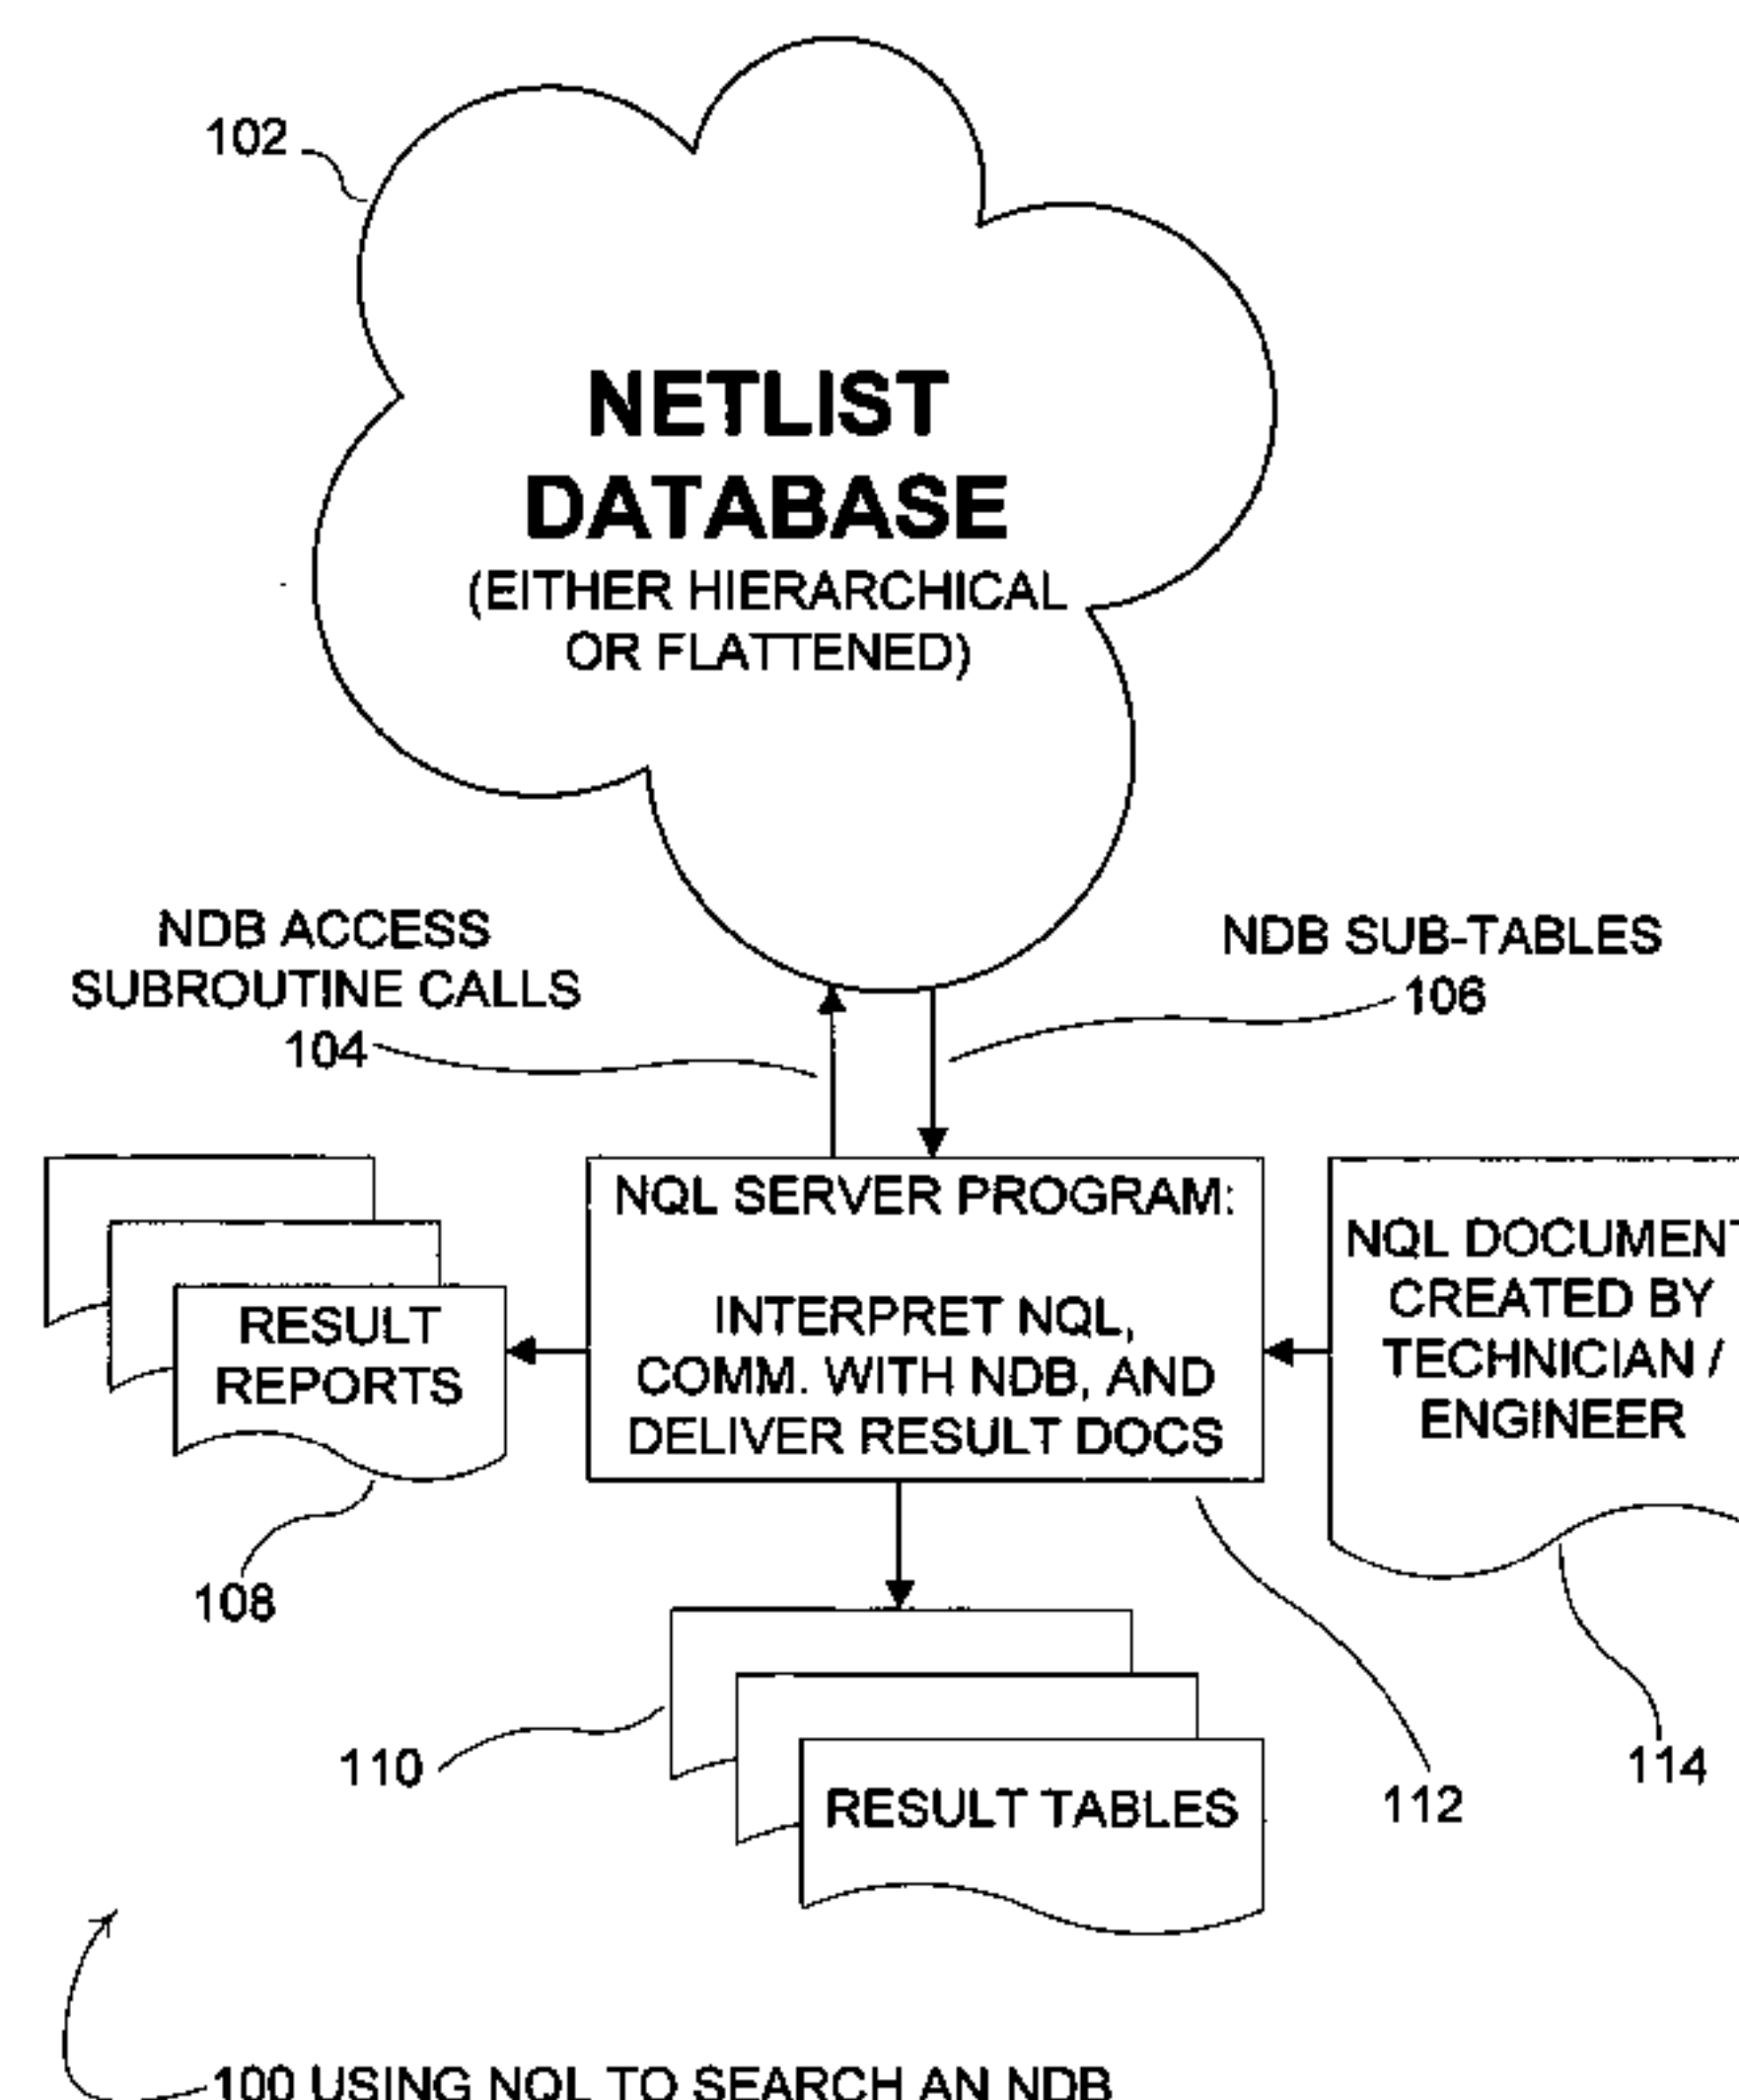 102
NETLIST
DATABASE
(EITHER HIERARCHICAL
OR FLATTENED)
NDB ACCESS
SUBROUTINE CALLS
104
NDB SUB-TABLES
106
NQL SERVER PROGRAM:
INTERPRET NQL,
COMM. WITH NDB, AND
DELIVER RESULT DOCS
NQL DOCUMENT
CREATED BY
TECHNICIAN /
ENGINEER
RESULT
REPORTS
108
110
RESULT TABLES
112
114
100 USING NQL TO SEARCH AN NDB